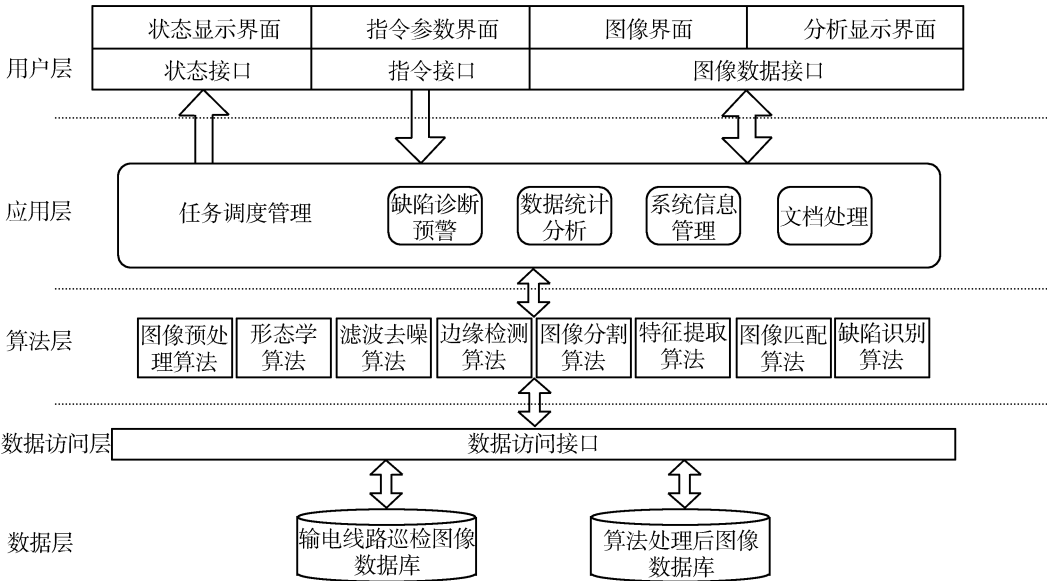 状态显示界面
指令参数界面
图像界面
分析显示界面
用户层
状态接口
指令接口
图像数据接口
应用层
任务调度管理
缺陷诊断
预警
数据统计
分析
系统信息
管理
文档处理
算法层
图像预处
理算法
形态学
算法
滤波去噪
算法
边缘检测
算法
图像分割
算法
特征提取
算法
图像匹配
算法
缺陷识别
算法
数据访问层
数据访问接口
数据层
输电线路巡检图像
数据库
算法处理后图像
数据库